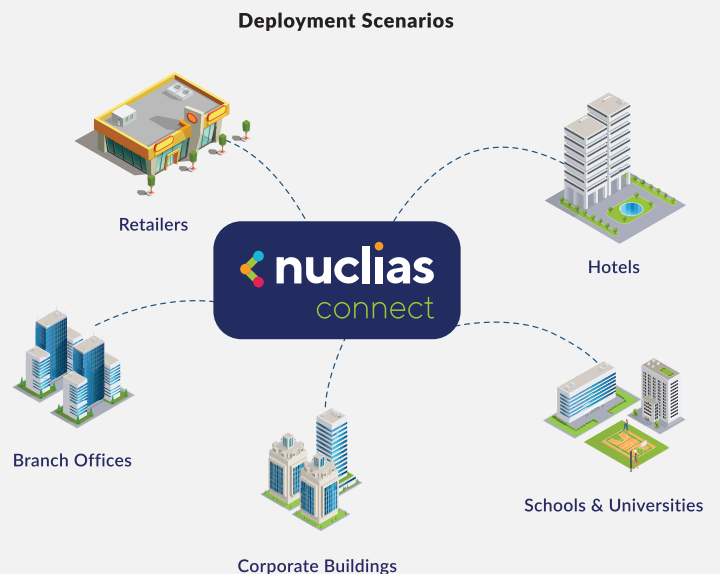 Deployment Scenarios
Retailers
Hotels
nuclias
connect
Branch Offices
Schools & Universities
Corporate Buildings